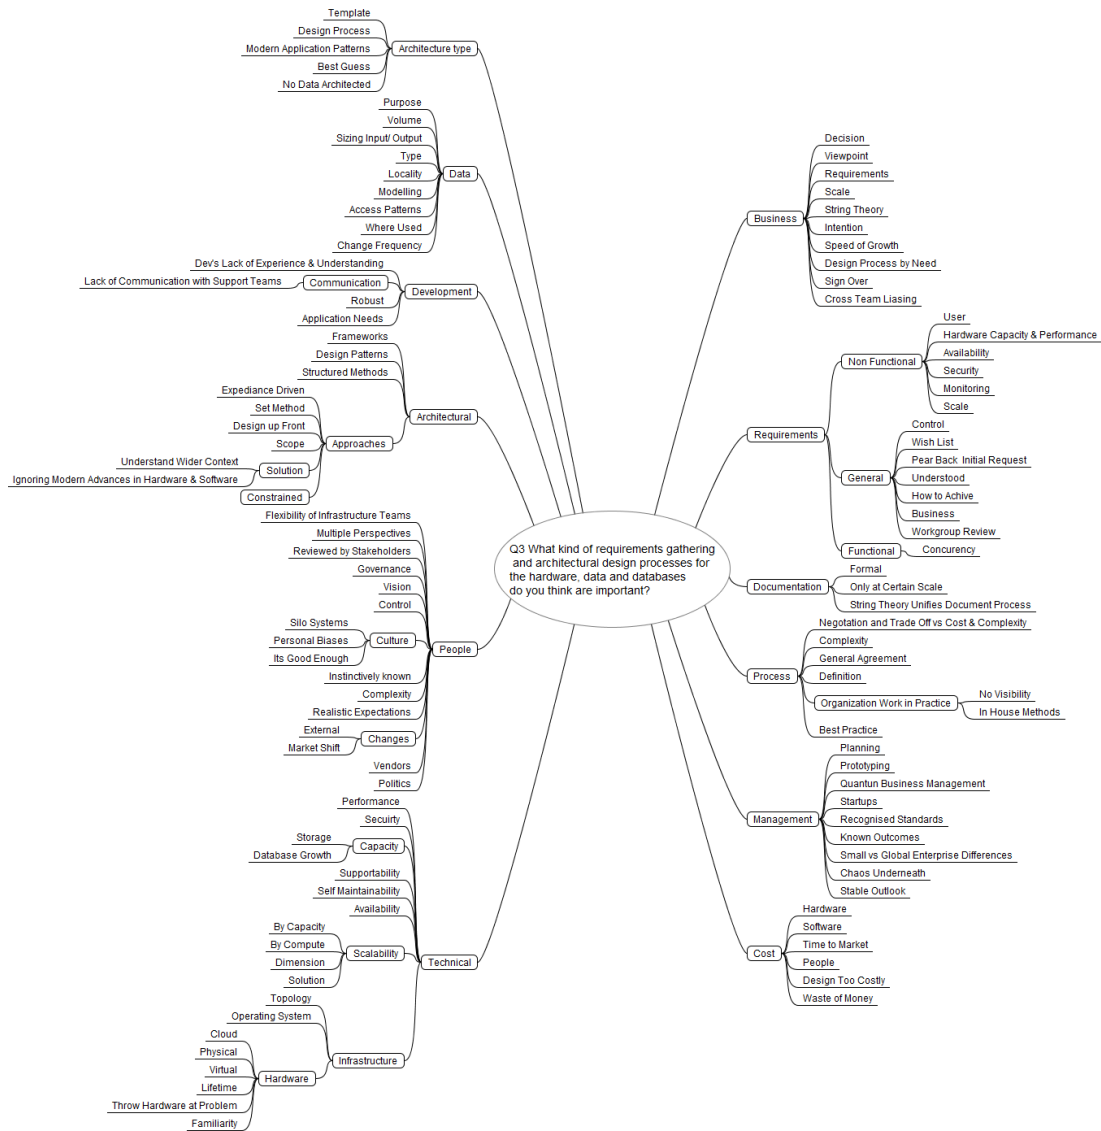 Template
Design Process
Modern Application Patterns
Best Guess
No Data Architected
Architecture type
Purpose
Volume
Sizing Input/ Output
Type
Locality
Modelling
Access Patterns
Where Used
Change Frequency
Data
Dev's Lack of Experience & Understanding
Lack of Communication with Support Teams
Communication
Robust
Application Needs
Development
Frameworks
Design Patterns
Structured Methods
Expediance Driven
Set Method
Design up Front
Scope
Understand Wider Context
Ignoring Modern Advances in Hardware & Software
Solution
Constrained
Approaches
Architectural
Flexibility of Infrastructure Teams
Multiple Perspectives
Reviewed by Stakeholders
Governance
Vision
Control
Silo Systems
Personal Biases
Its Good Enough
Culture
Instinctively known
Complexity
Realistic Expectations
External
Market Shift
Changes
Vendors
Politics
People
Performance
Secuirty
Storage
Database Growth
Capacity
Supportability
Self Maintainability
Availability
By Capacity
By Compute
Dimension
Solution
Scalability
Topology
Operating System
Cloud
Physical
Virtual
Lifetime
Throw Hardware at Problem
Familiarity
Hardware
Infrastructure
Technical
Q3 What kind of requirements gathering
and architectural design processes for
the hardware, data and databases
do you think are important?
Business
Decision
Viewpoint
Requirements
Scale
String Theory
Intention
Speed of Growth
Design Process by Need
Sign Over
Cross Team Liasing
Requirements
Non Functional
User
Hardware Capacity & Performance
Availability
Security
Monitoring
Scale
General
Control
Wish List
Pear Back Initial Request
Understood
How to Achive
Business
Workgroup Review
Functional
Concurency
Documentation
Formal
Only at Certain Scale
String Theory Unifies Document Process
Process
Negotation and Trade Off vs Cost & Complexity
Complexity
General Agreement
Definition
Organization Work in Practice
No Visibility
In House Methods
Best Practice
Management
Planning
Prototyping
Quantun Business Management
Startups
Recognised Standards
Known Outcomes
Small vs Global Enterprise Differences
Chaos Underneath
Stable Outlook
Cost
Hardware
Software
Time to Market
People
Design Too Costly
Waste of Money